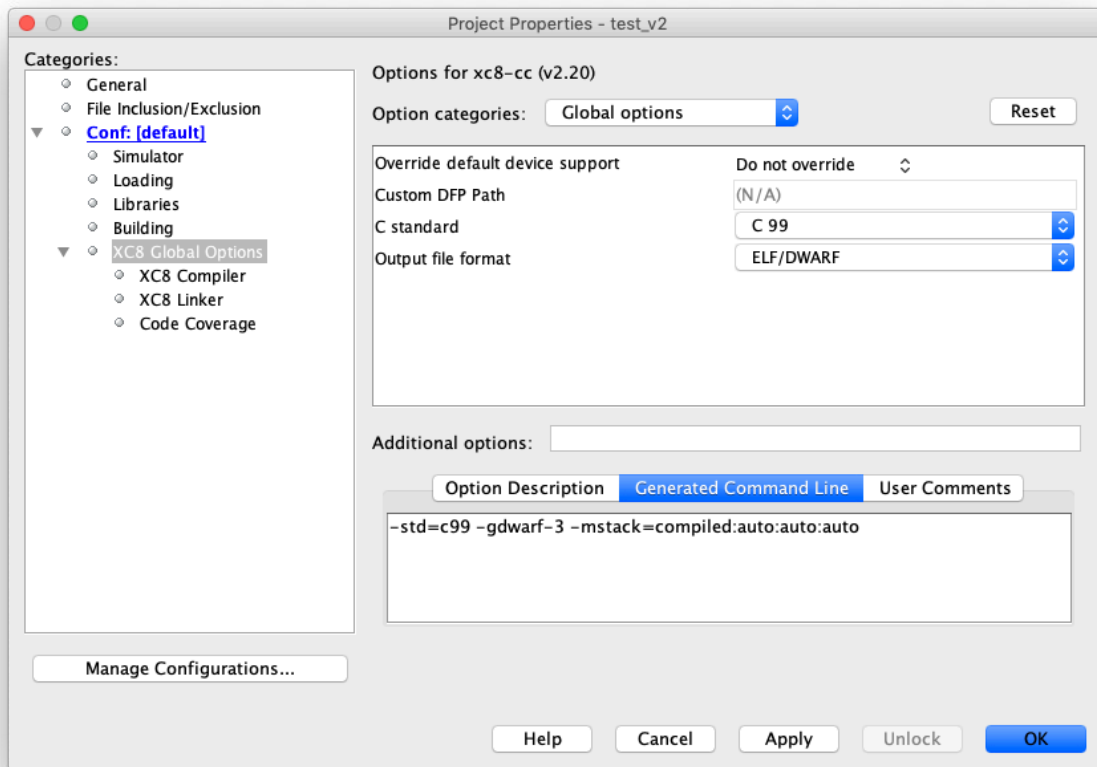 Project Properties - test_v2
Categories:
General
File Inclusion/Exclusion
Conf: [default]
Simulator
Loading
Libraries
Building
XC8 Global Options
XC8 Compiler
XC8 Linker
Code Coverage
Manage Configurations...
Options for xc8-cc (v2.20)
Option categories: Global options Reset
Override default device support Do not override
Custom DFP Path (N/A)
C standard C 99
Output file format ELF/DWARF
Additional options:
Option Description Generated Command Line User Comments
-std=c99 -gdwarf-3 -mstack=compiled:auto:auto:auto
Help Cancel Apply Unlock OK